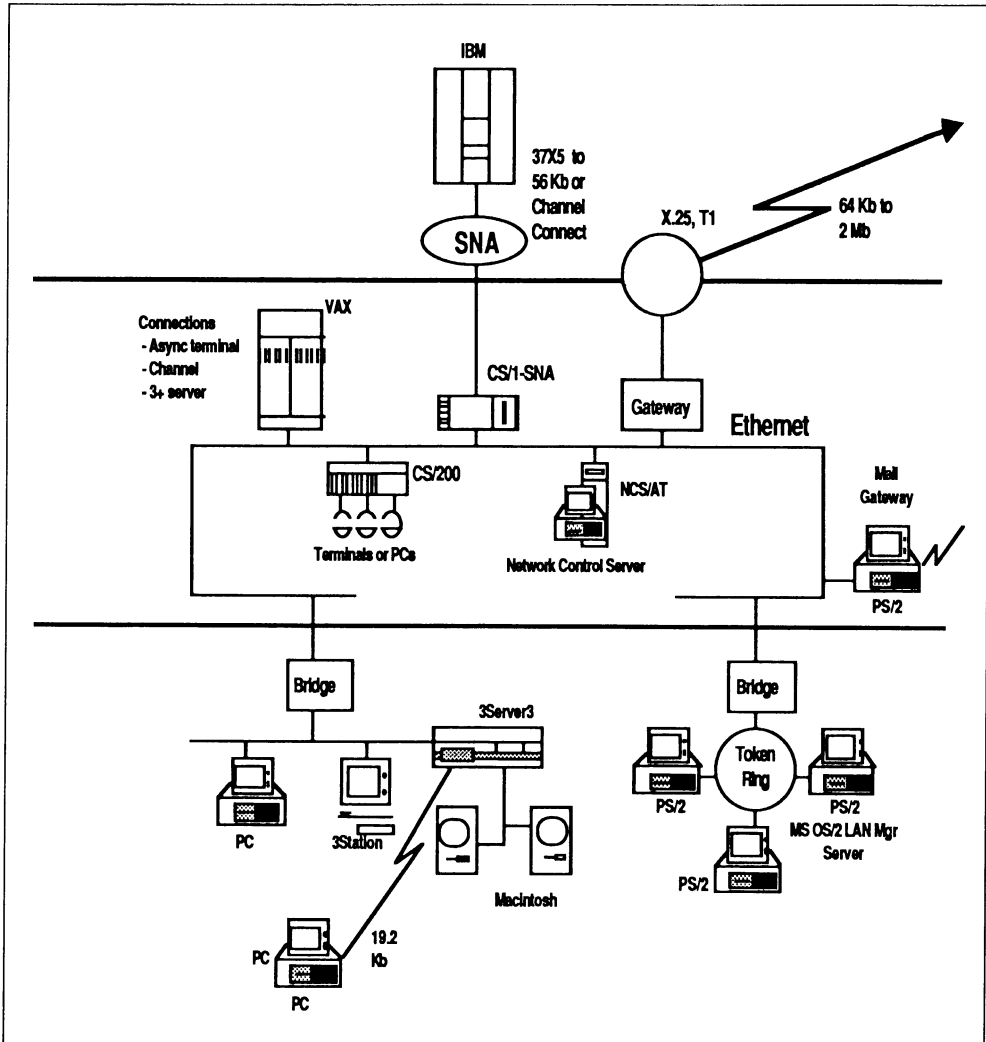 IBM
37X5 to
56 Kb or
Channel
Connect
SNA
X.25, T1
64 Kb to
2 Mb
VAX
Connections
- Async terminal
- Channel
- 3+ server
CS/1-SNA
Gateway
Ethernet
CS/200
Terminals or PCs
NCS/AT
Network Control Server
Mail
Gateway
PS/2
Bridge
Bridge
3Server3
PC
3Station
Macintosh
19.2
Kb
PC
PC
Token
Ring
PS/2
PS/2
MS OS/2 LAN Mgr
Server
PS/2